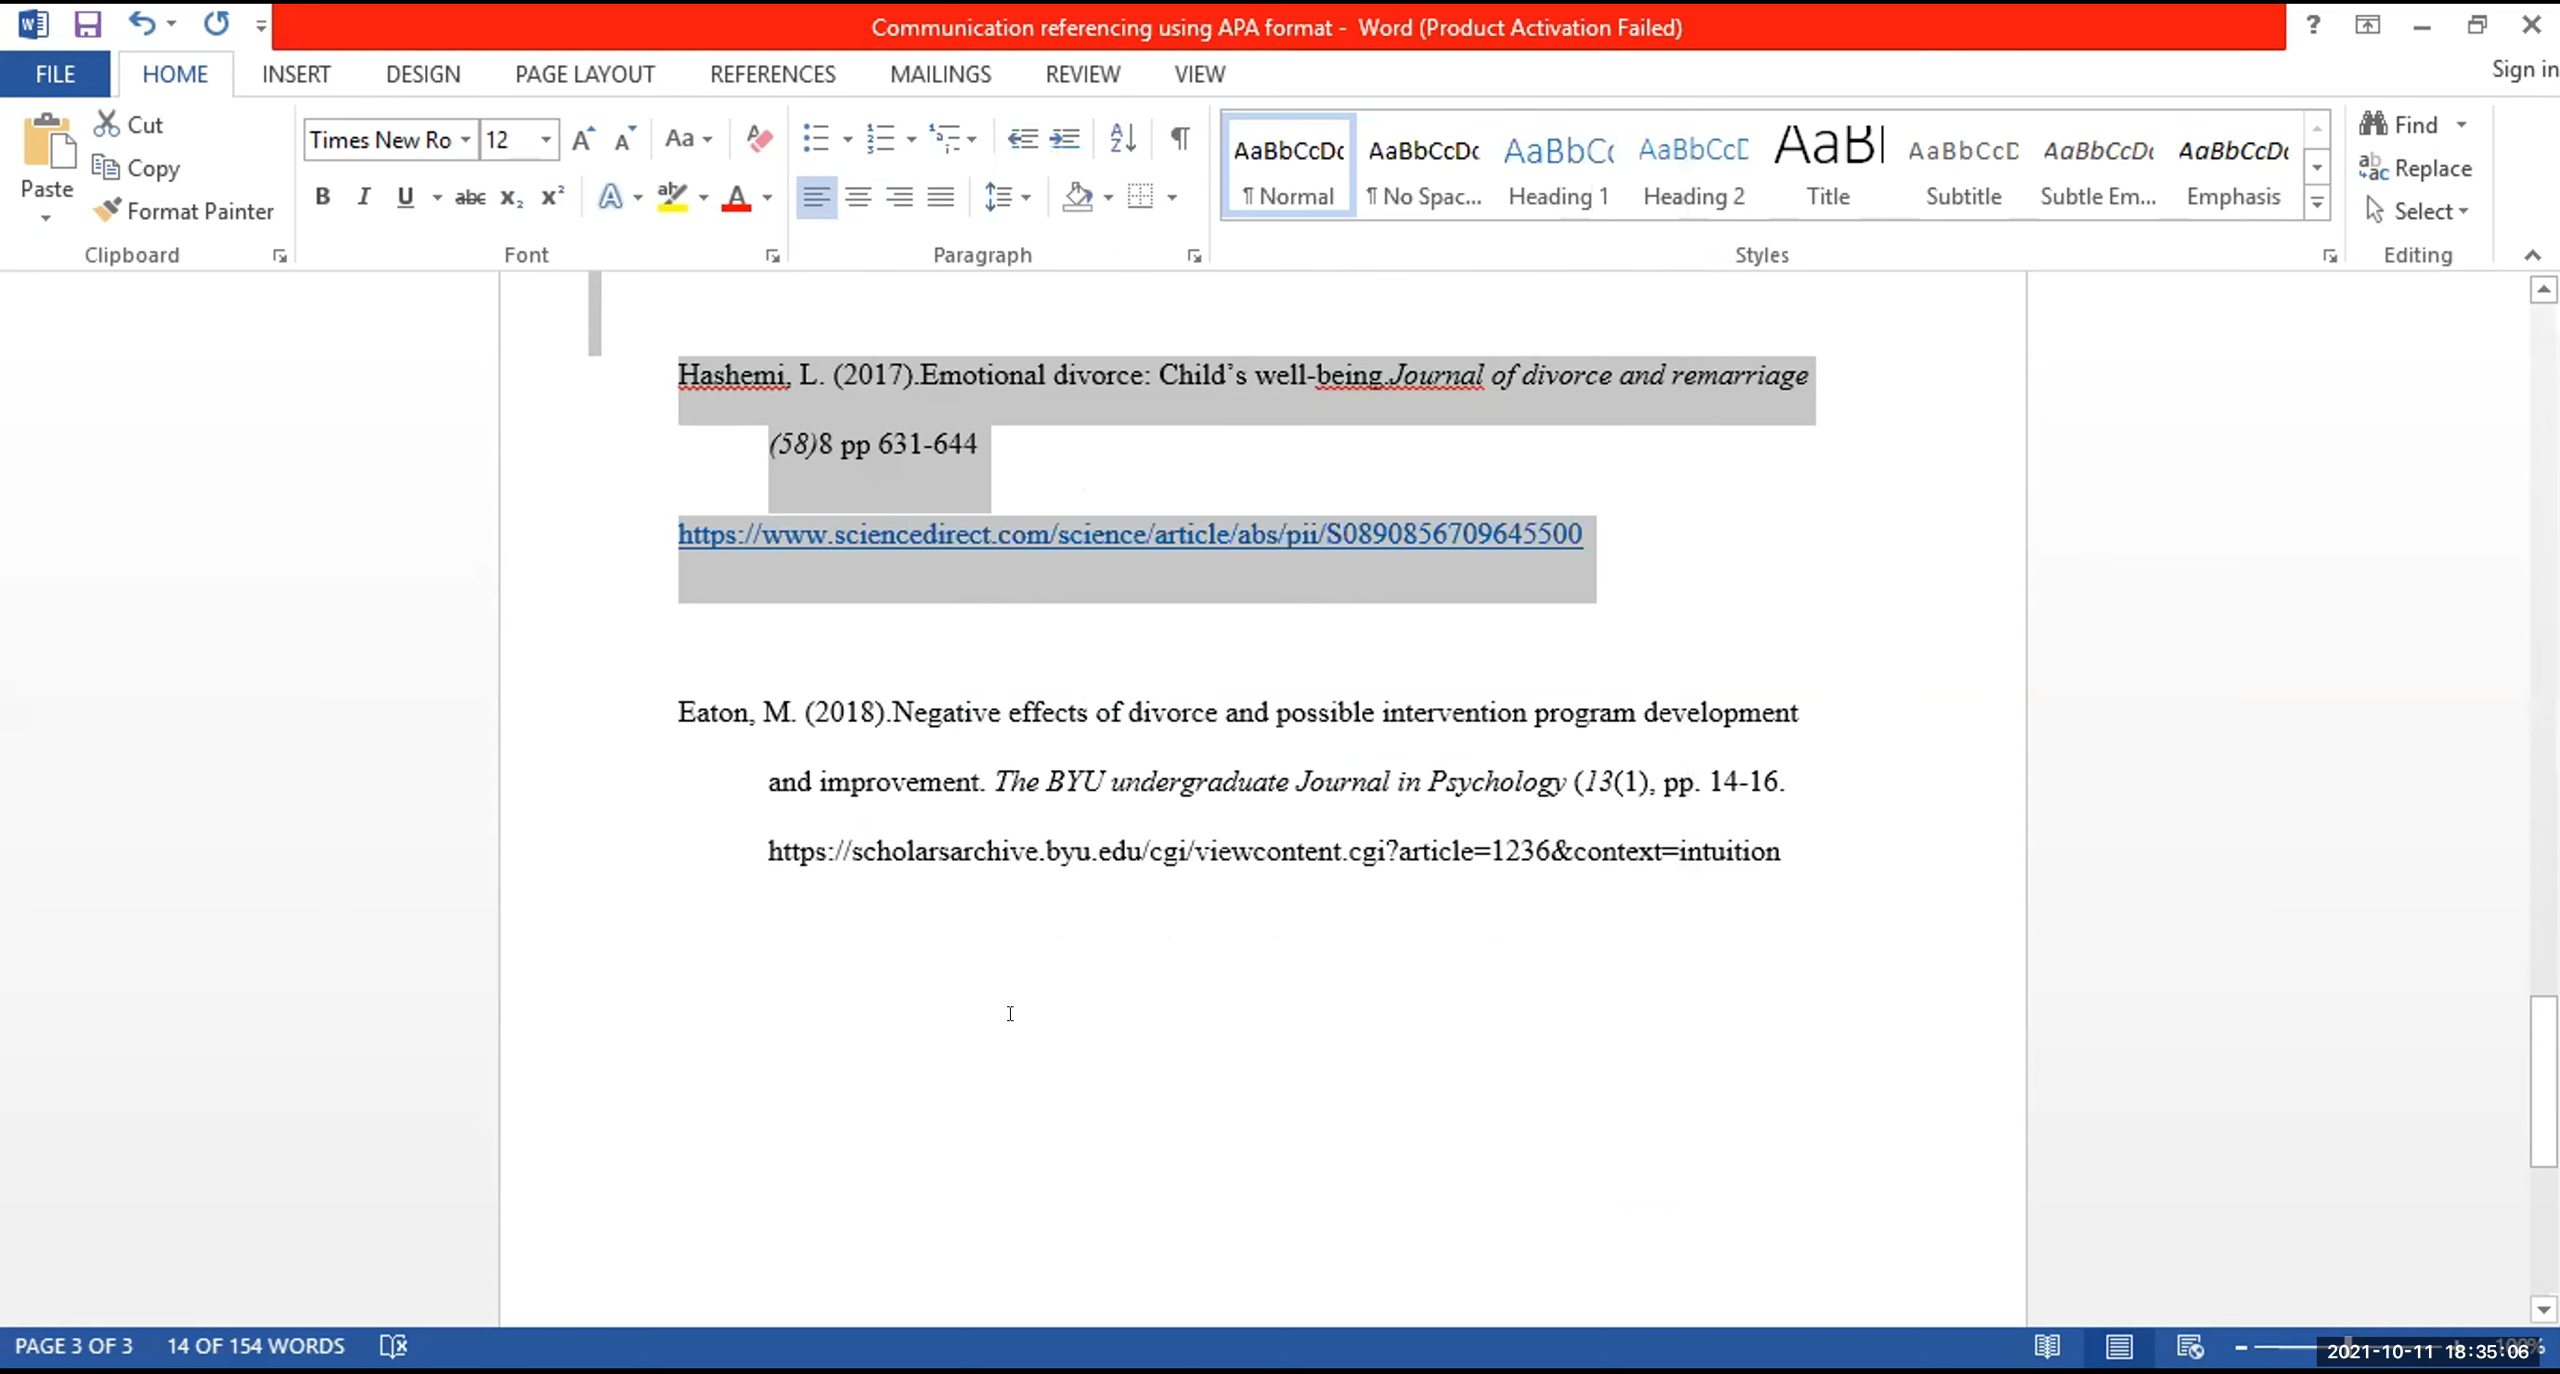 Communication referencing using APA format - Word (Product Activation Failed)
FILE HOME INSERT DESIGN PAGE LAYOUT REFERENCES MAILINGS REVIEW VIEW Sign in
Cut
Copy
Format Painter
Paste
Clipboard
Times New Ro 12
Font
Paragraph
AaBbCcDc AaBbCcDc AaBbC( AaBbCcD AaB AaBbCcD AaBbCcDc AaBbCcDc
¶ Normal ¶ No Spac... Heading 1 Heading 2 Title Subtitle Subtle Em... Emphasis
Styles
Find
Replace
Select
Editing
Hashemi, L. (2017).Emotional divorce: Child’s well-being.Journal of divorce and remarriage
(58)8 pp 631-644
https://www.sciencedirect.com/science/article/abs/pii/S0890856709645500
Eaton, M. (2018).Negative effects of divorce and possible intervention program development
and improvement. The BYU undergraduate Journal in Psychology (13(1), pp. 14-16.
https://scholarsarchive.byu.edu/cgi/viewcontent.cgi?article=1236&context=intuition
PAGE 3 OF 3 14 OF 154 WORDS
2021-10-11 18:35:06